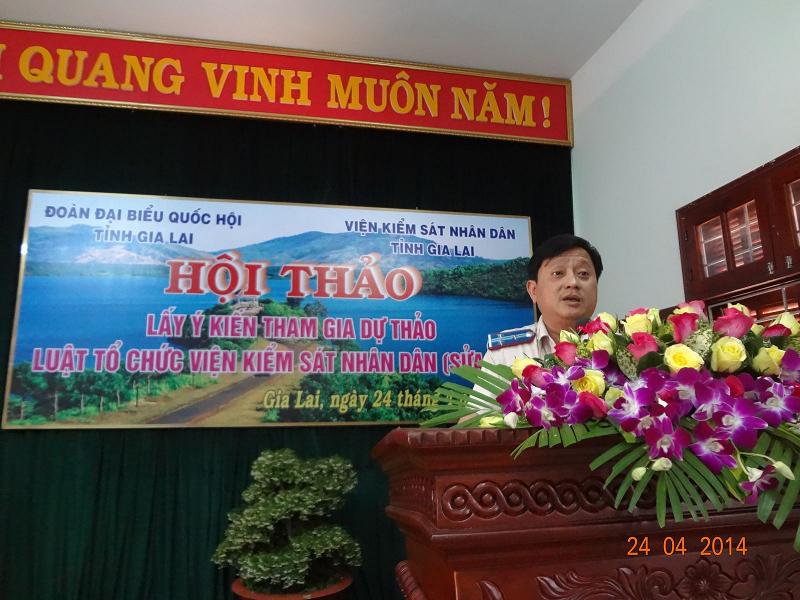 QUANG VINH MUÔN NĂM!
ĐOÀN ĐẠI BIỂU QUỐC HỘI
TỈNH GIA LAI
VIỆN KIỂM SÁT NHÂN DÂN
TỈNH GIA LAI
HỘI THẢO
LẤY Ý KIẾN THAM GIA DỰ THẢO
LUẬT TỔ CHỨC VIỆN KIỂM SÁT NHÂN DÂN (SỬA
Gia Lai, ngày 24 tháng
24 04 2014